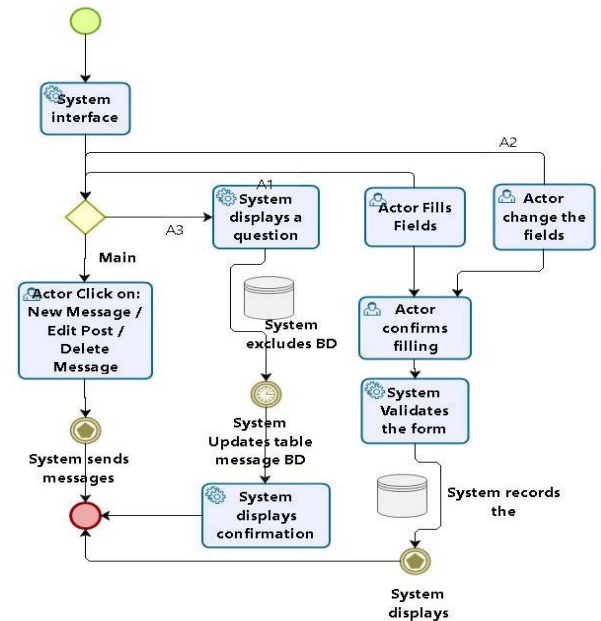 System
interface
A2
A1
System
displays a
question
A3
Actor Fills
Fields
Actor
change the
fields
Main
Actor Click on:
New Message /
Edit Post /
Delete
Message
System
excludes BD
Actor
confirms
filling
System
Updates table
message BD
System
Validates
the form
System sends
messages
System
displays
confirmation
System records
the
System
displays